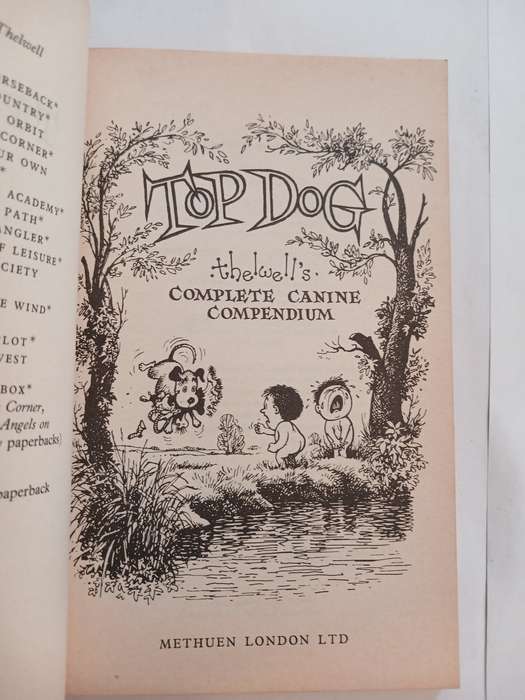 Thelwell
RSEBACK*
UNTRY*
ORBIT
CORNER*
UR OWN
*
ACADEMY*
PATH*
ANGLER*
F LEISURE*
CIETY
E WIND*
LOT*
VEST
BOX*
Corner,
Angels on
paperbacks)
paperback
TOP DOG
thelwell's.
COMPLETE CANINE
COMPENDIUM
METHUEN LONDON LTD